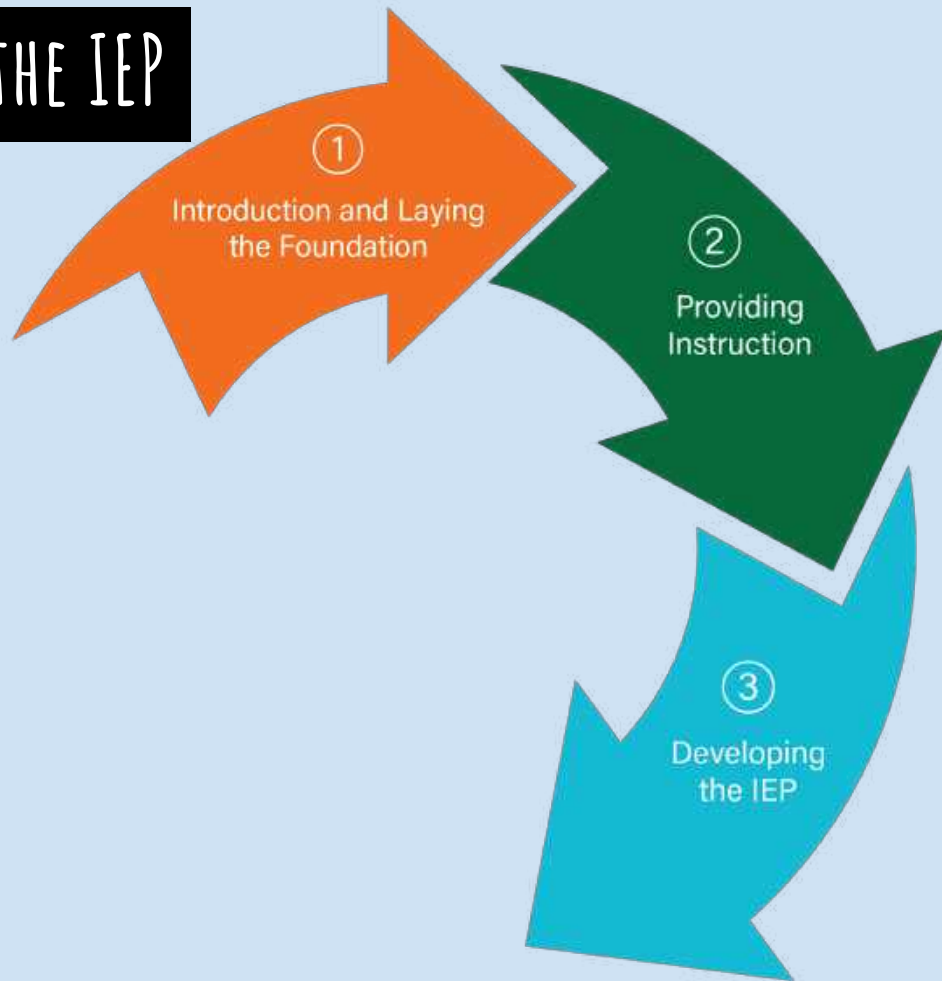 THE IEP
1
Introduction and Laying
the Foundation
2
Providing
Instruction
3
Developing
the IEP